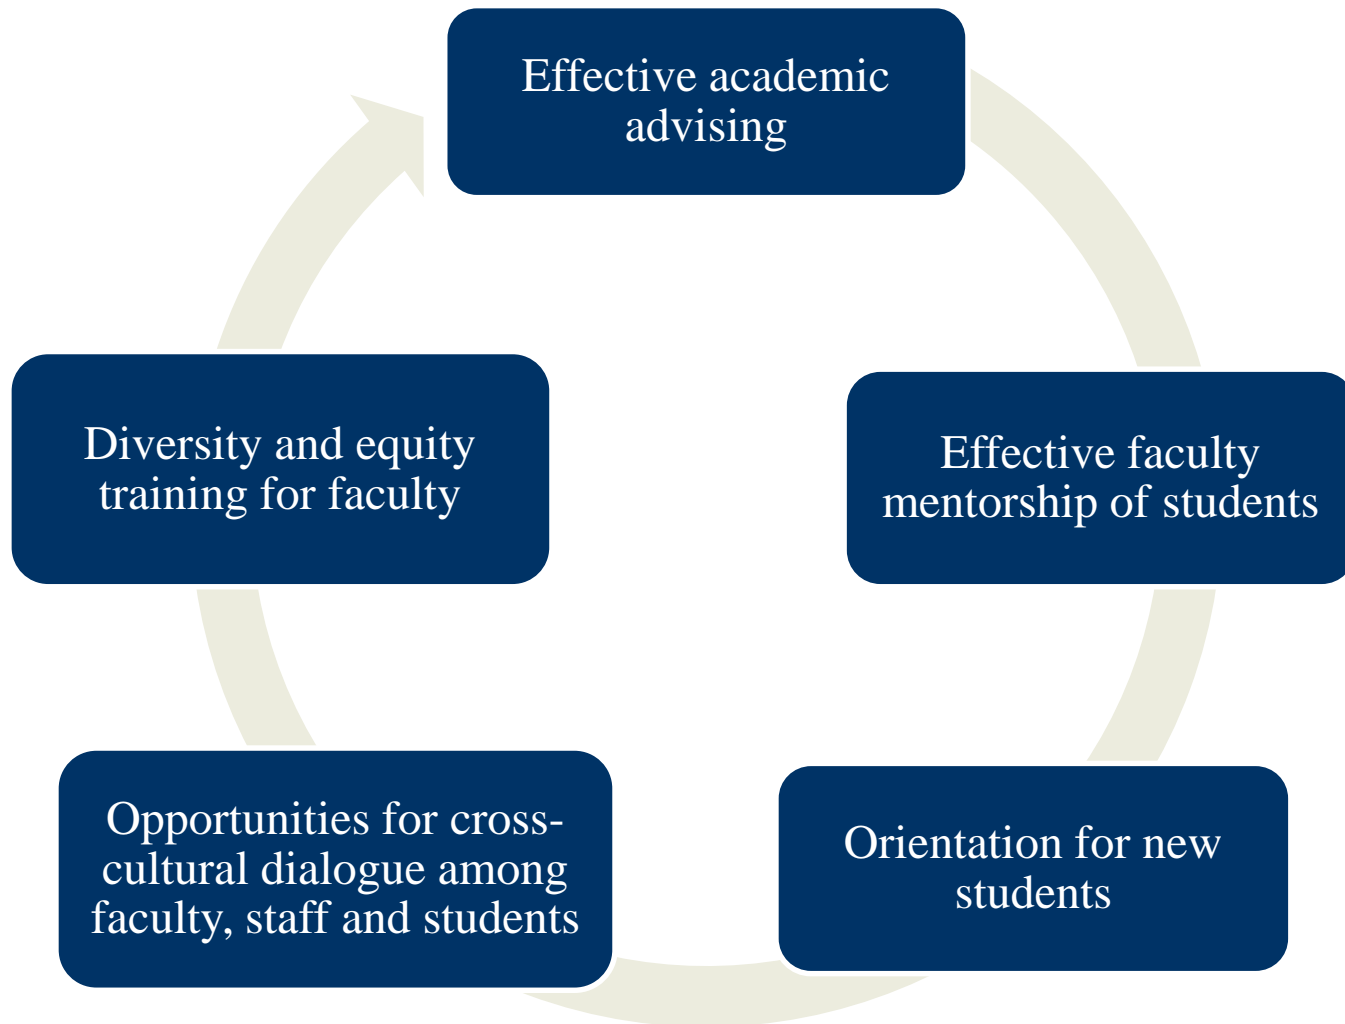 Effective academic
advising
Effective faculty
mentorship of students
Orientation for new
students
Opportunities for cross-
cultural dialogue among
faculty, staff and students
Diversity and equity
training for faculty